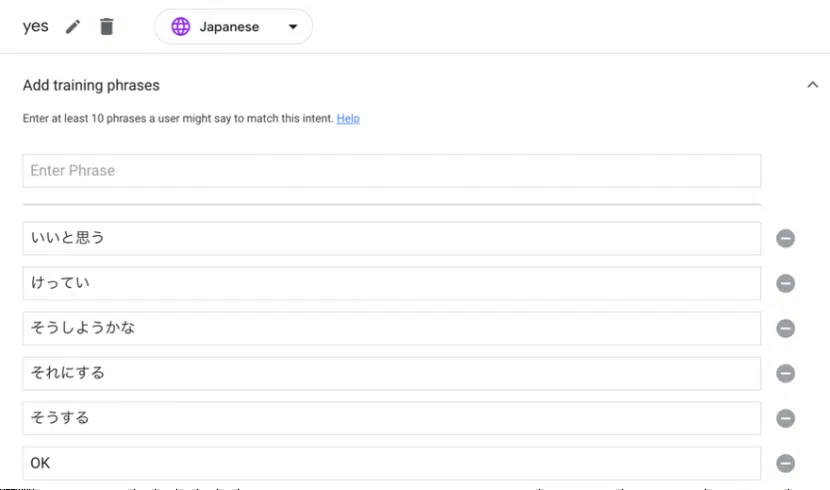 yes
Japanese
Add training phrases
Enter at least 10 phrases a user might say to match this intent. Help
Enter Phrase
いいと思う
けってい
そうしようかな
それにする
そうする
OK